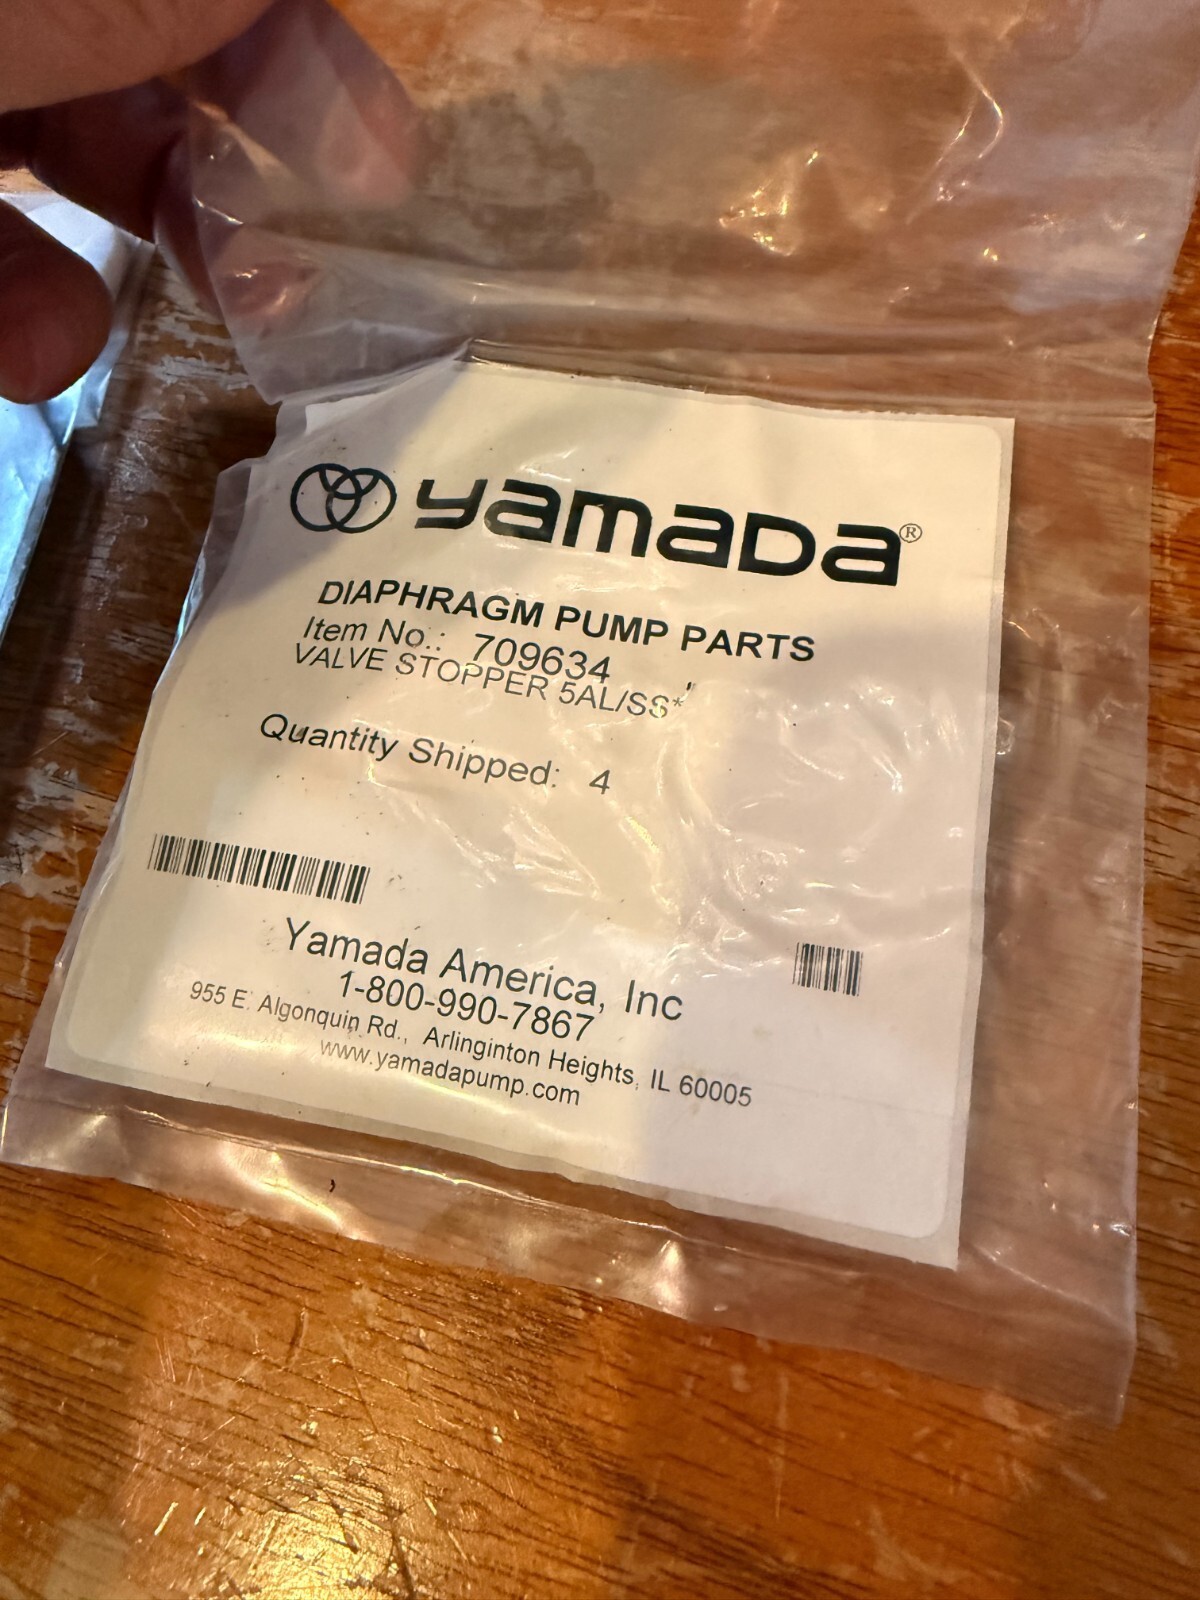 yamada®
DIAPHRAGM PUMP PARTS
Item No.: 709634
VALVE STOPPER 5AL/SS*
Quantity Shipped: 4
Yamada America, Inc
1-800-990-7867
955 E. Algonquin Rd., Arlinginton Heights, IL 60005
www.yamadapump.com